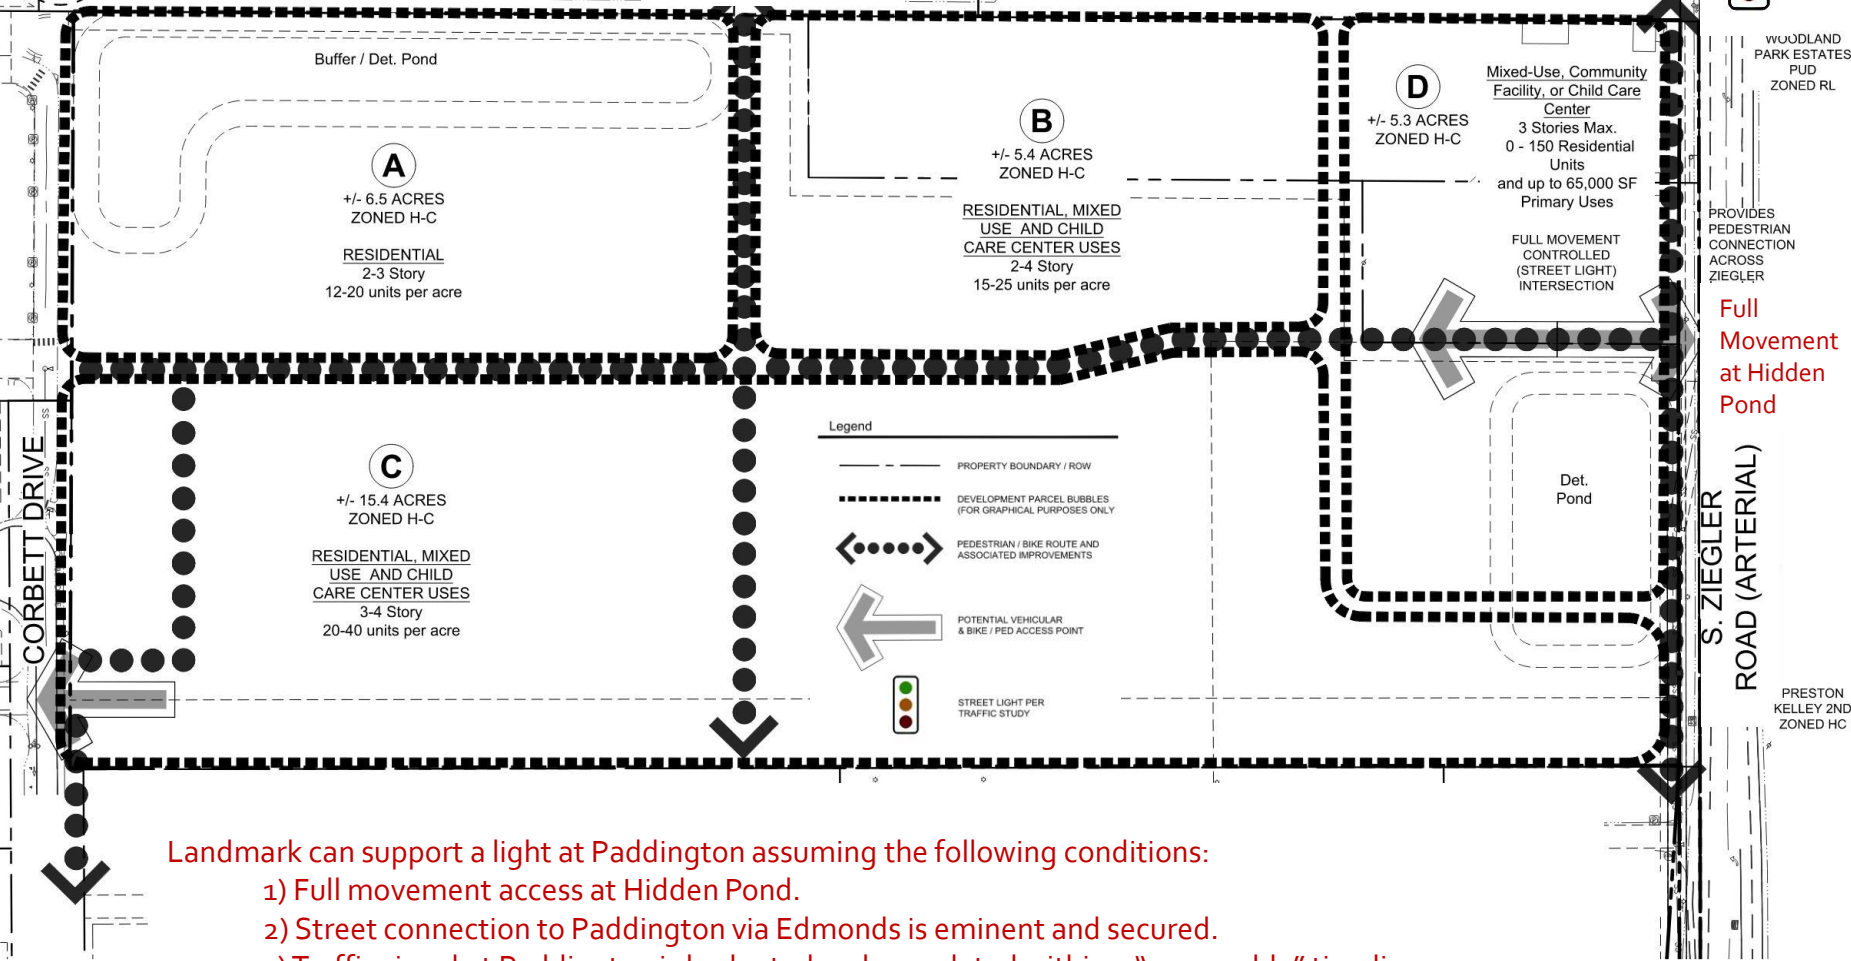 Buffer / Det. Pond
A
+/- 6.5 ACRES
ZONED H-C
RESIDENTIAL
2-3 Story
12-20 units per acre
B
+/- 5.4 ACRES
ZONED H-C
RESIDENTIAL, MIXED
USE AND CHILD
CARE CENTER USES
2-4 Story
15-25 units per acre
D
+/- 5.3 ACRES
ZONED H-C
Mixed-Use, Community
Facility, or Child Care
Center
3 Stories Max.
0 - 150 Residential
Units
and up to 65,000 SF
Primary Uses
FULL MOVEMENT
CONTROLLED
(STREET LIGHT)
INTERSECTION
WOODLAND
PARK ESTATES
PUD
ZONED RL
PROVIDES
PEDESTRIAN
CONNECTION
ACROSS
ZIEGLER
Full
Movement
at Hidden
Pond
C
+/- 15.4 ACRES
ZONED H-C
RESIDENTIAL, MIXED
USE AND CHILD
CARE CENTER USES
3-4 Story
20-40 units per acre
CORBETT DRIVE
Legend
PROPERTY BOUNDARY / ROW
DEVELOPMENT PARCEL BUBBLES
(FOR GRAPHICAL PURPOSES ONLY
PEDESTRIAN / BIKE ROUTE AND
ASSOCIATED IMPROVEMENTS
POTENTIAL VEHICULAR
& BIKE / PED ACCESS POINT
STREET LIGHT PER
TRAFFIC STUDY
Det.
Pond
S. ZIEGLER
ROAD (ARTERIAL)
PRESTON
KELLEY 2ND
ZONED HC
Landmark can support a light at Paddington assuming the following conditions:
1) Full movement access at Hidden Pond.
2) Street connection to Paddington via Edmonds is eminent and secured.